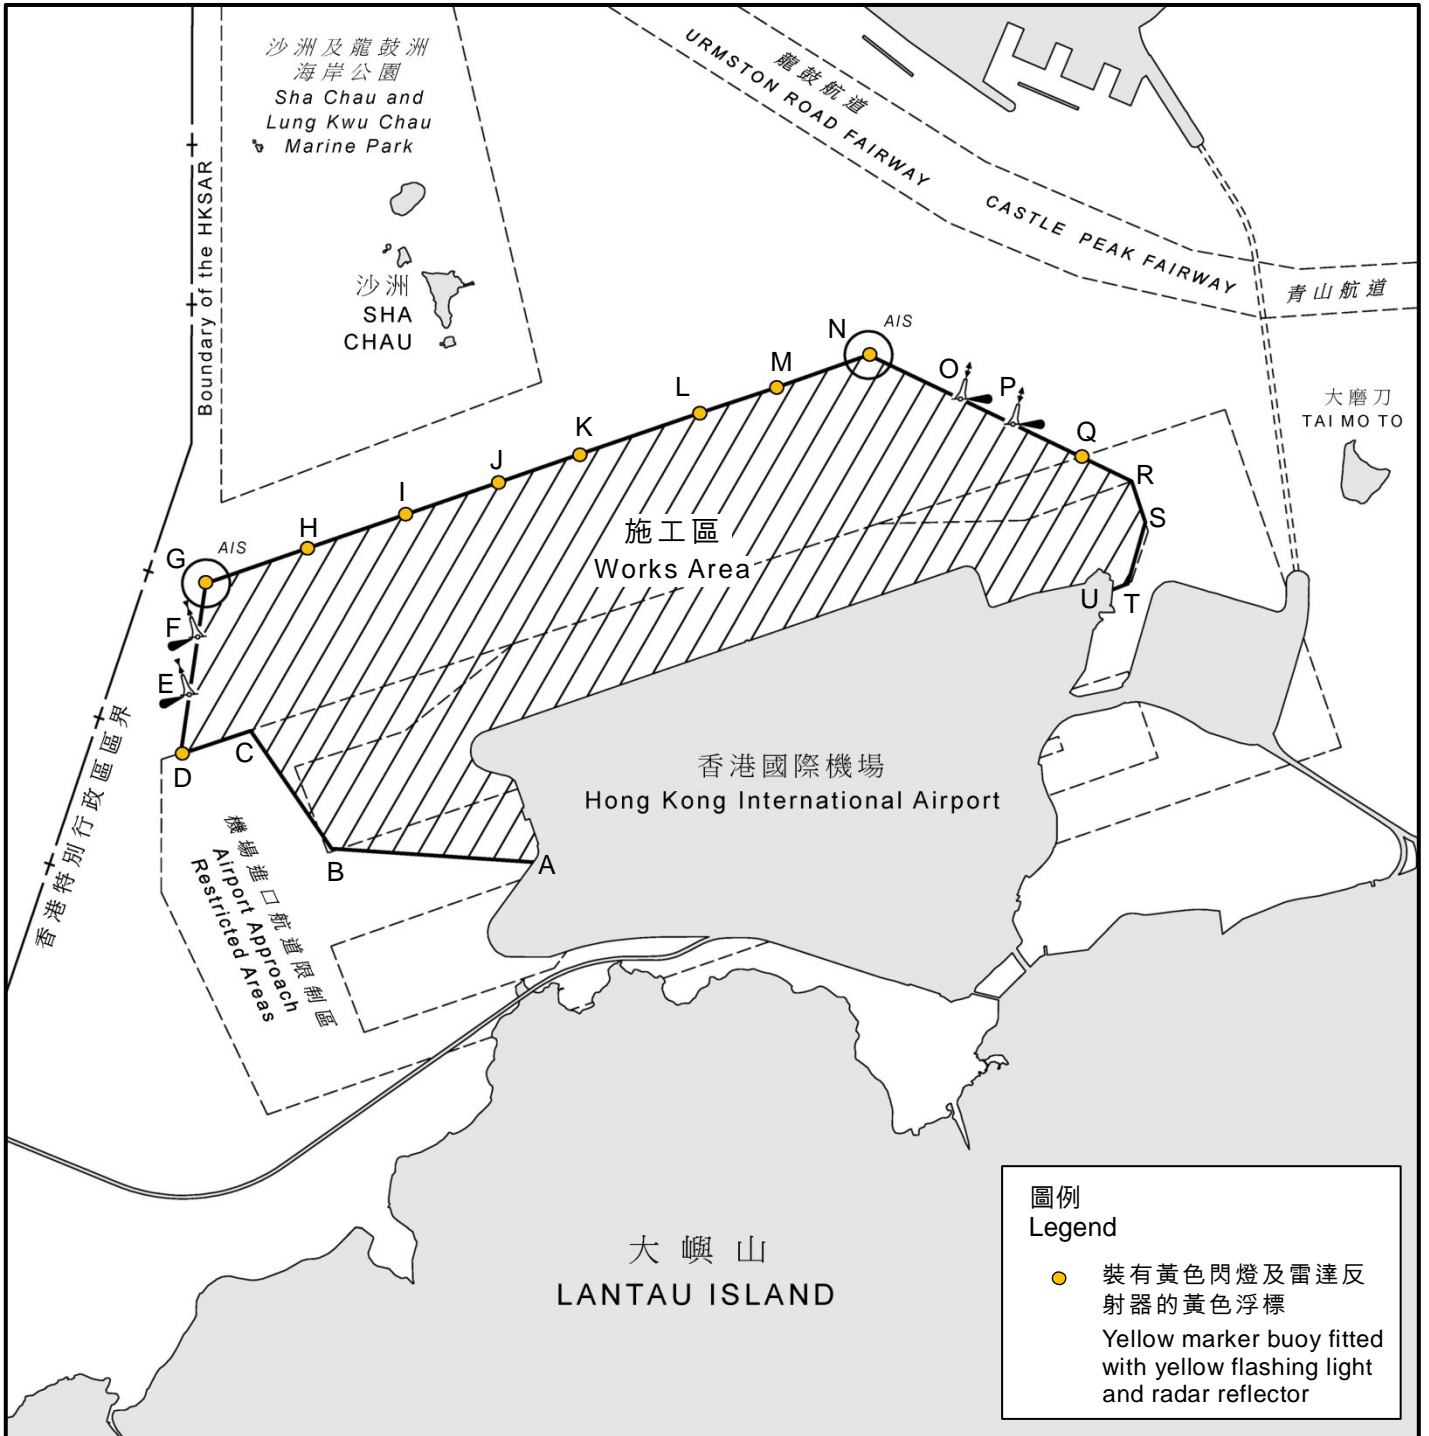 沙洲及龍鼓洲
海岸公園
Sha Chau and
Lung Kwu Chau
Marine Park
Boundary of the HKSAR
龍鼓航道
URMSTON ROAD FAIRWAY
CASTLE PEAK FAIRWAY
青山航道
沙洲
SHA
CHAU
大磨刀
TAI MO TO
N
AIS
O
P
M
L
K
Q
J
R
I
S
H
施工區
Works Area
G
AIS
U
T
F
E
D
C
B
A
香港特別行政區區界
機場進口航道限制區
Airport Approach
Restricted Areas
香港國際機場
Hong Kong International Airport
大嶼山
LANTAU ISLAND
圖例
Legend
裝有黃色閃燈及雷達反
射器的黃色浮標
Yellow marker buoy fitted
with yellow flashing light
and radar reflector